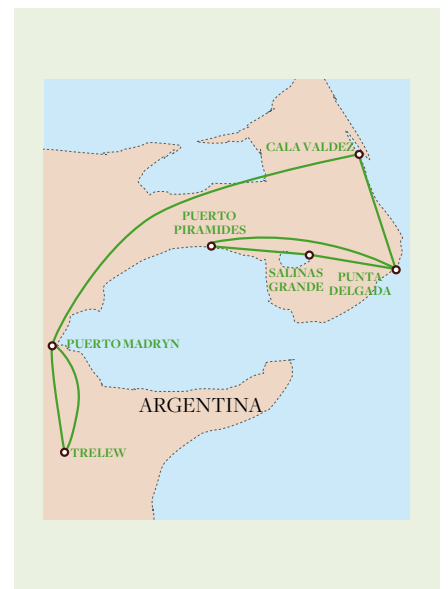 CALA VALDEZ
PUERTO
PIRAMIDES
SALINAS
GRANDE
PUNTA
DELGADA
PUERTO MADRYN
ARGENTINA
TRELEW